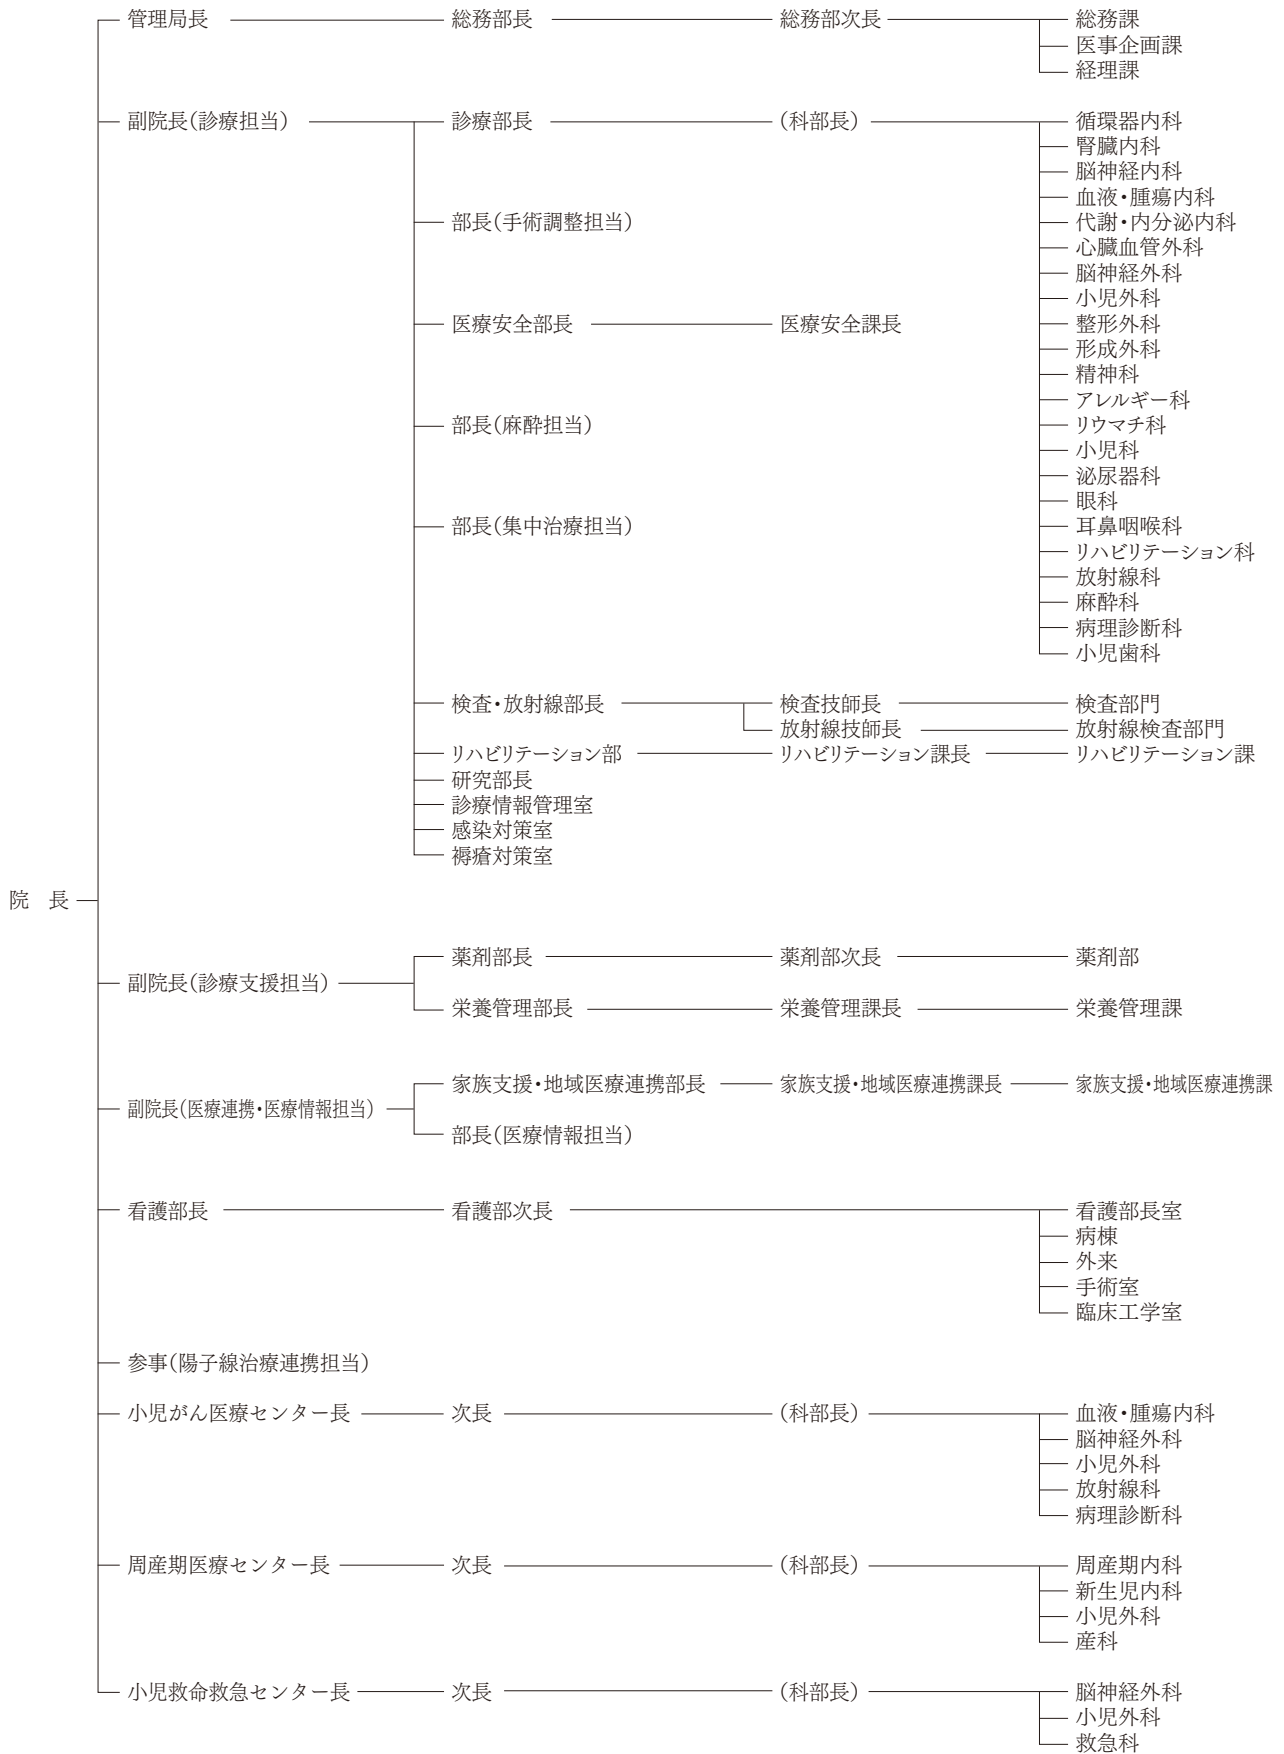 管理局長 総務部長 総務部次長 総務課
医事企画課
経理課
副院長(診療担当) 診療部長 (科部長) 循環器内科
腎臓内科
脳神経内科
血液・腫瘍内科
部長(手術調整担当) 代謝・内分泌内科
心臓血管外科
脳神経外科
小児外科
医療安全部長 医療安全課長 整形外科
形成外科
精神科
アレルギー科
部長(麻酔担当) リウマチ科
小児科
泌尿器科
眼科
部長(集中治療担当) 耳鼻咽喉科
リハビリテーション科
放射線科
麻酔科
病理診断科
小児歯科
検査・放射線部長 検査技師長 検査部門
放射線技師長 放射線検査部門
リハビリテーション部 リハビリテーション課長 リハビリテーション課
研究部長
診療情報管理室
感染対策室
褥瘡対策室
院　長
薬剤部長 薬剤部次長 薬剤部
副院長(診療支援担当)
栄養管理部長 栄養管理課長 栄養管理課
家族支援・地域医療連携部長 家族支援・地域医療連携課長 家族支援・地域医療連携課
副院長(医療連携・医療情報担当)
部長(医療情報担当)
看護部長 看護部次長 看護部長室
病棟
外来
手術室
臨床工学室
参事(陽子線治療連携担当)
小児がん医療センター長 次長 (科部長) 血液・腫瘍内科
脳神経外科
小児外科
放射線科
病理診断科
周産期医療センター長 次長 (科部長) 周産期内科
新生児内科
小児外科
産科
小児救命救急センター長 次長 (科部長) 脳神経外科
小児外科
救急科